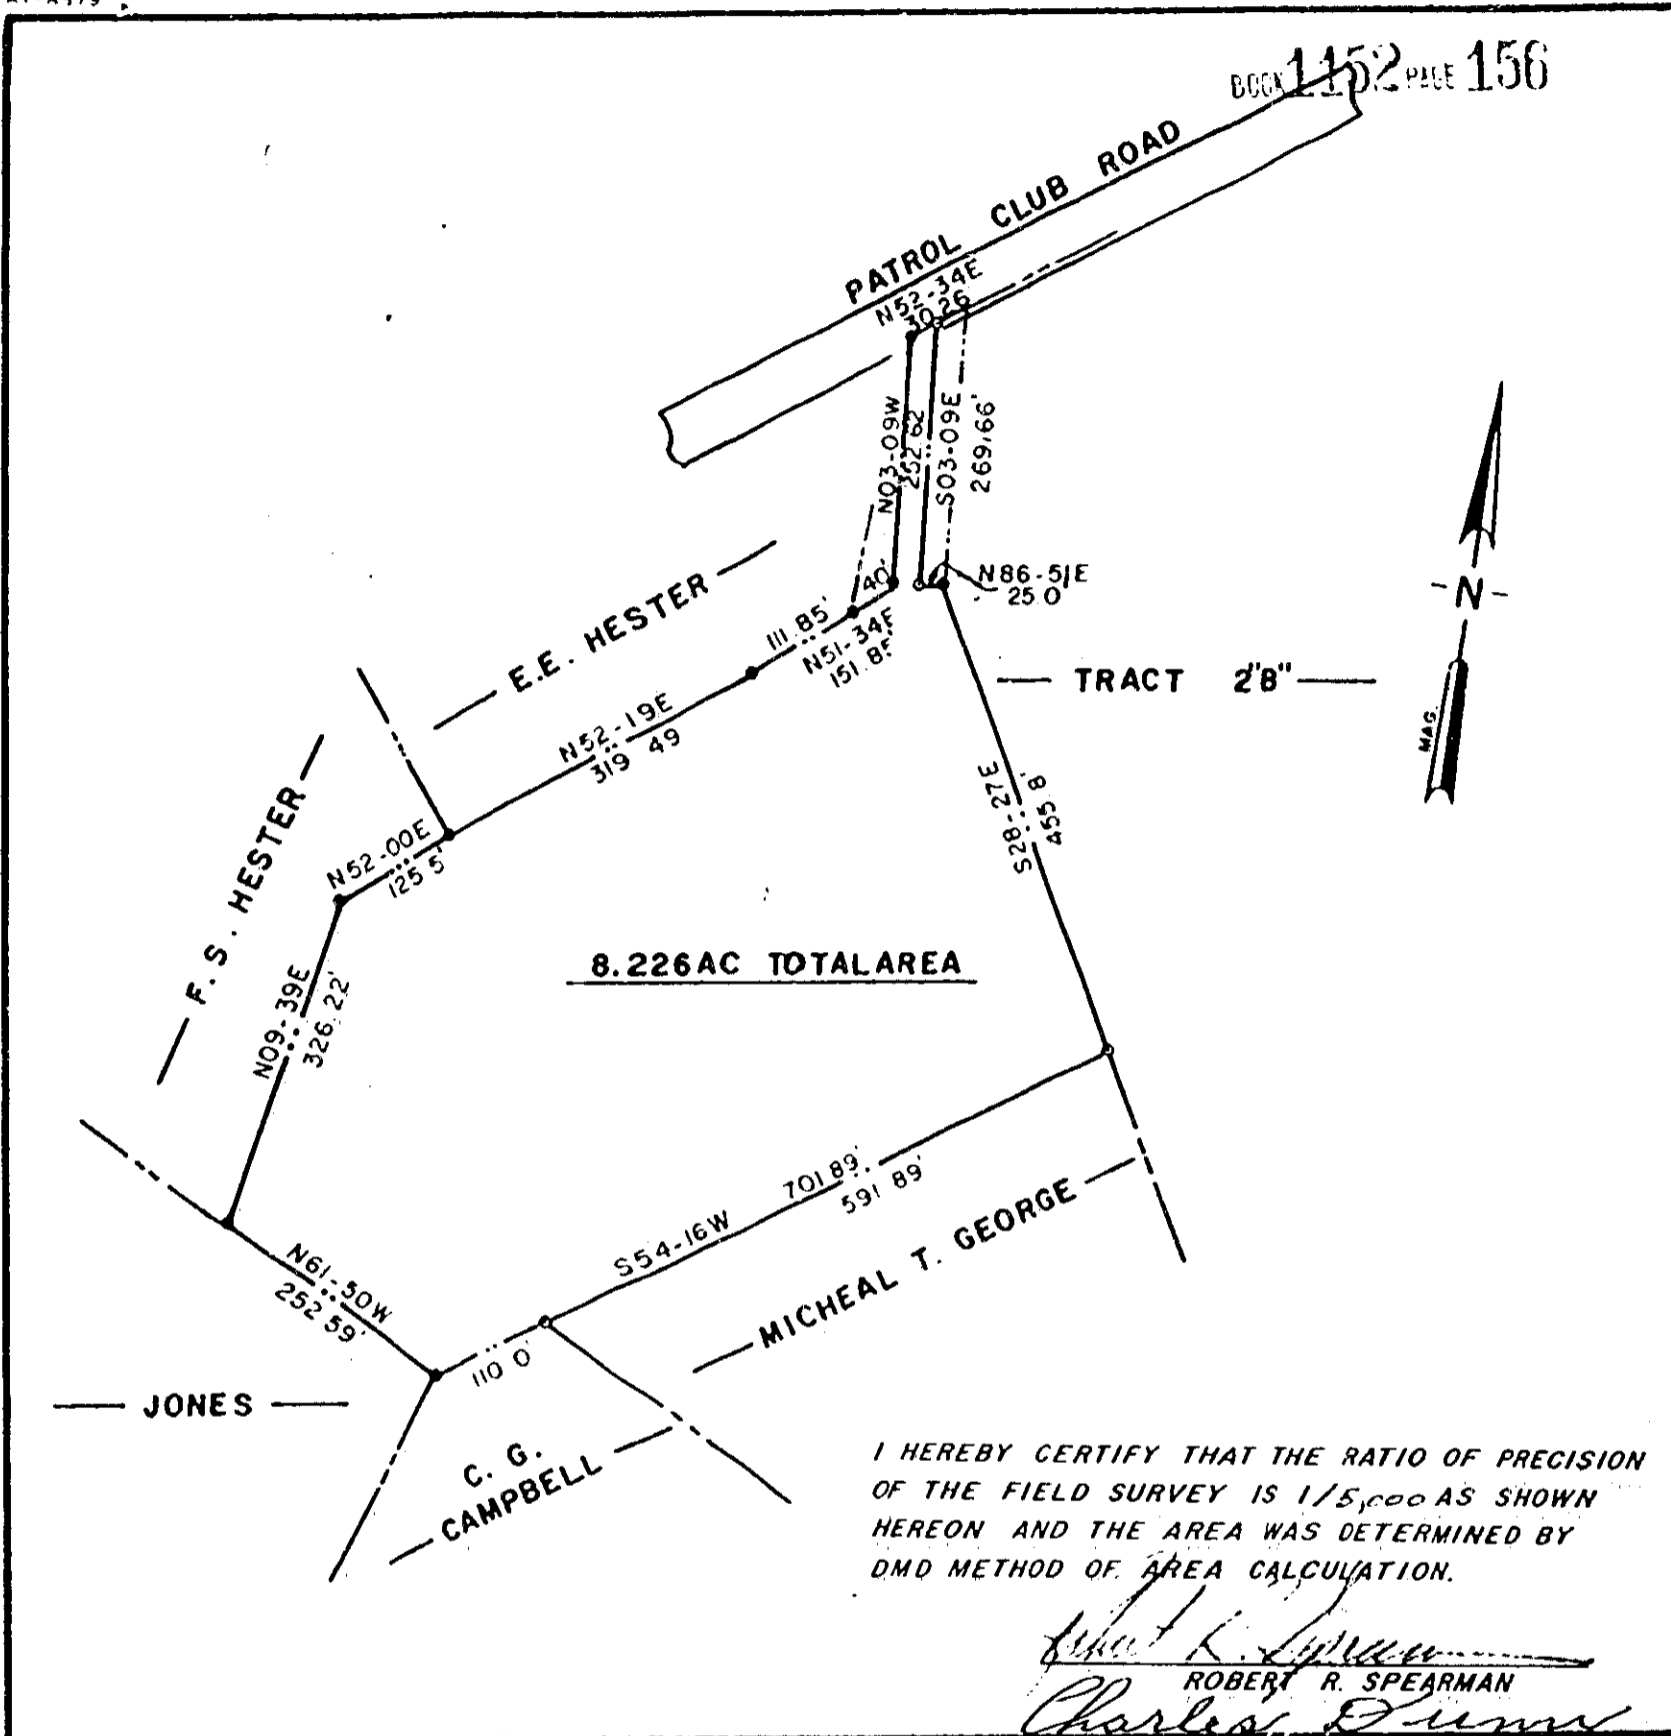 BOOK 1152 PAGE 156
PATROL CLUB ROAD
N52-34E
30.26
N03-09W
252.62
S03-09E
269.66'
N86-51E
25.0'
40'
111.85'
N51-34E
151.85'
E.E. HESTER
TRACT 2"B"
N
MAG.
N52-19E
319.49
S28-27E
455.8'
N52-00E
125.5'
F. S. HESTER
8.226AC TOTAL AREA
N09-39E
326.22'
701.89'
591.89'
S54-16W
MICHEAL T. GEORGE
N61-50W
252.59'
110.0'
JONES
C. G.
CAMPBELL
I HEREBY CERTIFY THAT THE RATIO OF PRECISION
OF THE FIELD SURVEY IS 1/5,000 AS SHOWN
HEREON AND THE AREA WAS DETERMINED BY
DMD METHOD OF AREA CALCULATION.
ROBERT R. SPEARMAN
Charles Dunn